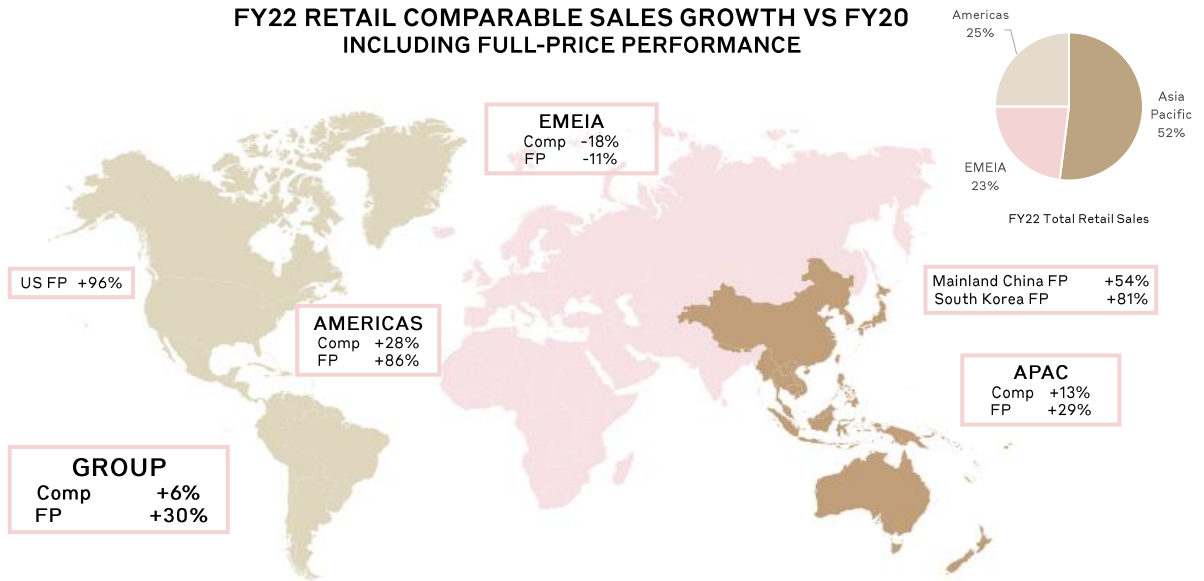 FY22 RETAIL COMPARABLE SALES GROWTH VS FY20
INCLUDING FULL-PRICE PERFORMANCE
Americas
25%
Asia
Pacific
52%
EMEIA
23%
FY22 Total Retail Sales
EMEIA
Comp -18%
FP -11%
US FP +96%
AMERICAS
Comp +28%
FP +86%
Mainland China FP +54%
South Korea FP +81%
APAC
Comp +13%
FP +29%
GROUP
Comp +6%
FP +30%